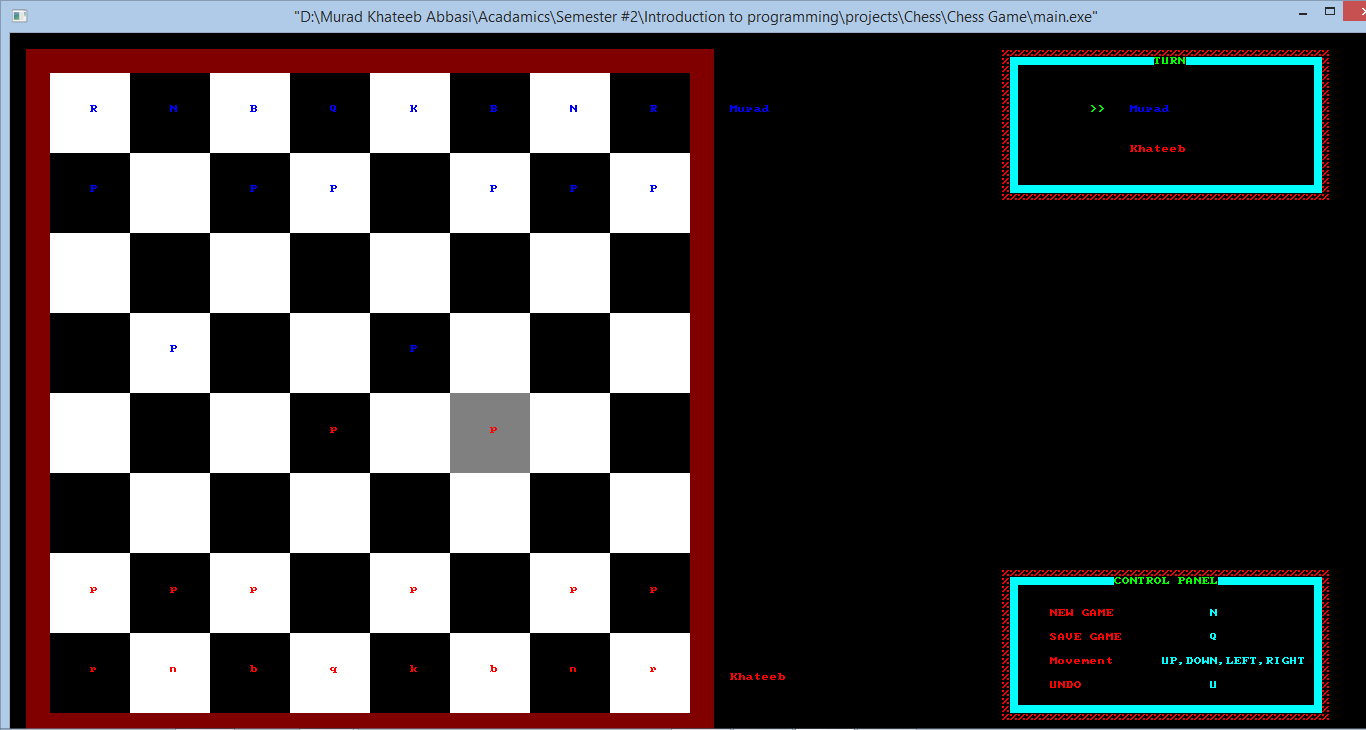 "D:\Murad Khateeb Abbasi\Acadamics\Semester #2\Introduction to programming\projects\Chess\Chess Game\main.exe"
TURN
R N B Q K B N R
Murad
>> Murad
Khateeb
P P P P P P
P P
p p
p p p p p p
r n b q k b n r
Khateeb
CONTROL PANEL
NEW GAME N
SAVE GAME Q
Movement UP,DOWN,LEFT,RIGHT
UNDO U